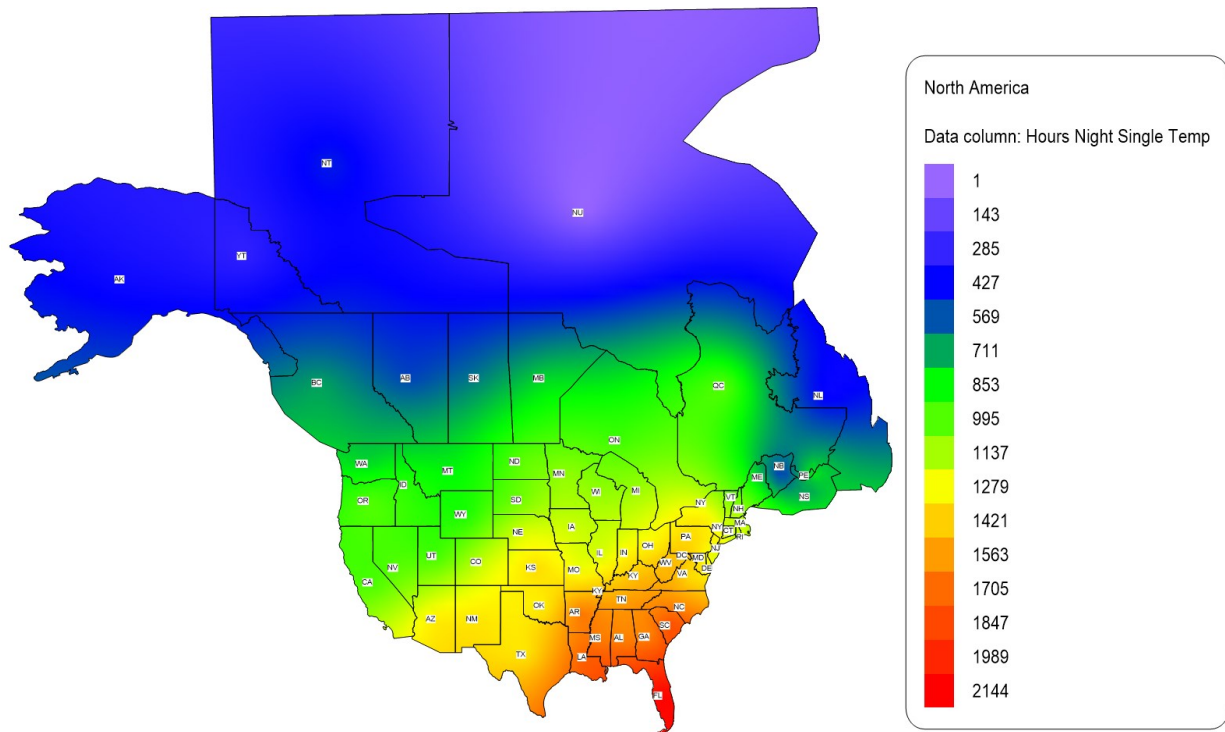 North America
Data column: Hours Night Single Temp
1
143
285
427
569
711
853
995
1137
1279
1421
1563
1705
1847
1989
2144
NT
NU
YT
AK
BC
AB
SK
MB
QC
NL
ON
NB
PE
ME
NS
WA
MT
ND
MN
ID
OR
SD
WI
MI
NY
VT
NH
WY
MA
NY
CT
RI
NE
IA
PA
NJ
UT
CO
IL
IN
OH
DC
MD
NV
KS
MO
WV
DE
CA
KY
VA
KY
TN
AZ
NM
OK
AR
NC
SC
MS
AL
GA
TX
LA
FL